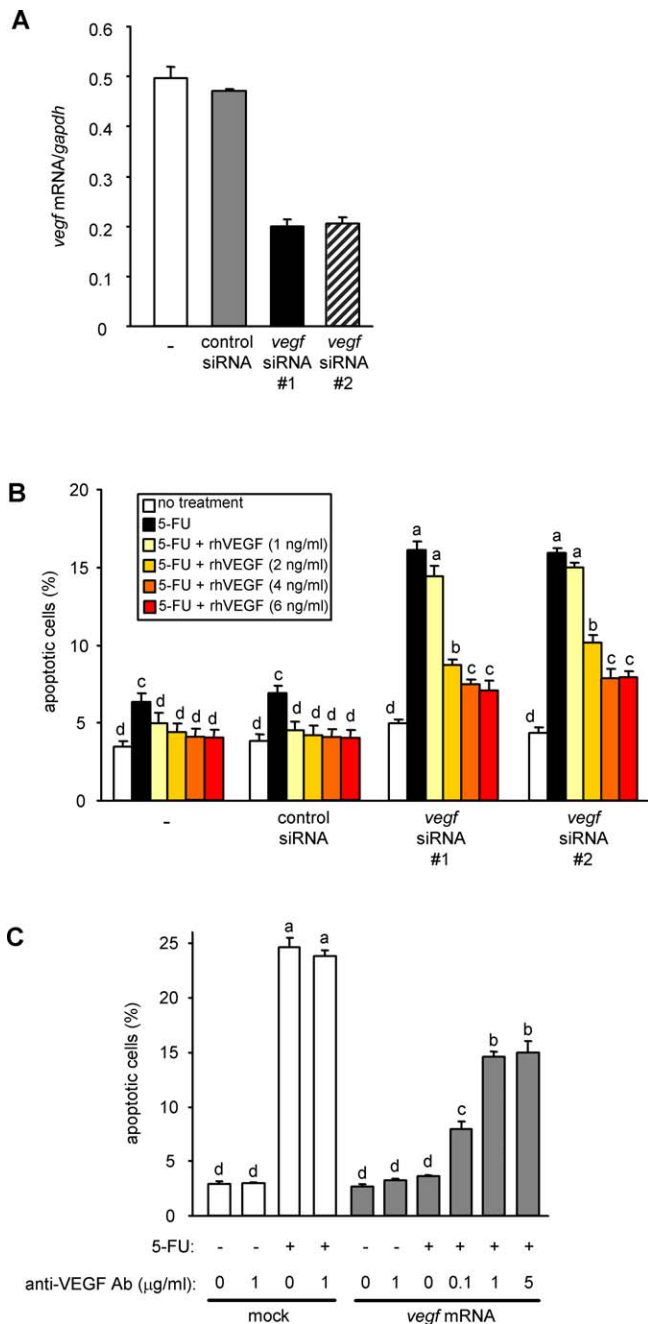 A
vegf mRNA/gapdh
0.6
0.5
0.4
0.3
0.2
0.1
0
-
control siRNA
vegf siRNA #1
vegf siRNA #2
B
apoptotic cells (%)
20
15
10
5
0
no treatment
5-FU
5-FU + rhVEGF (1 ng/ml)
5-FU + rhVEGF (2 ng/ml)
5-FU + rhVEGF (4 ng/ml)
5-FU + rhVEGF (6 ng/ml)
d c d d d d
d c d d d d
d a a b c c
d a a b c c
-
control siRNA
vegf siRNA #1
vegf siRNA #2
C
apoptotic cells (%)
25
20
15
10
5
0
d d a a d d d c b b
5-FU: - - + + - - + + + +
anti-VEGF Ab (μg/ml): 0 1 0 1 0 1 0 0.1 1 5
mock vegf mRNA